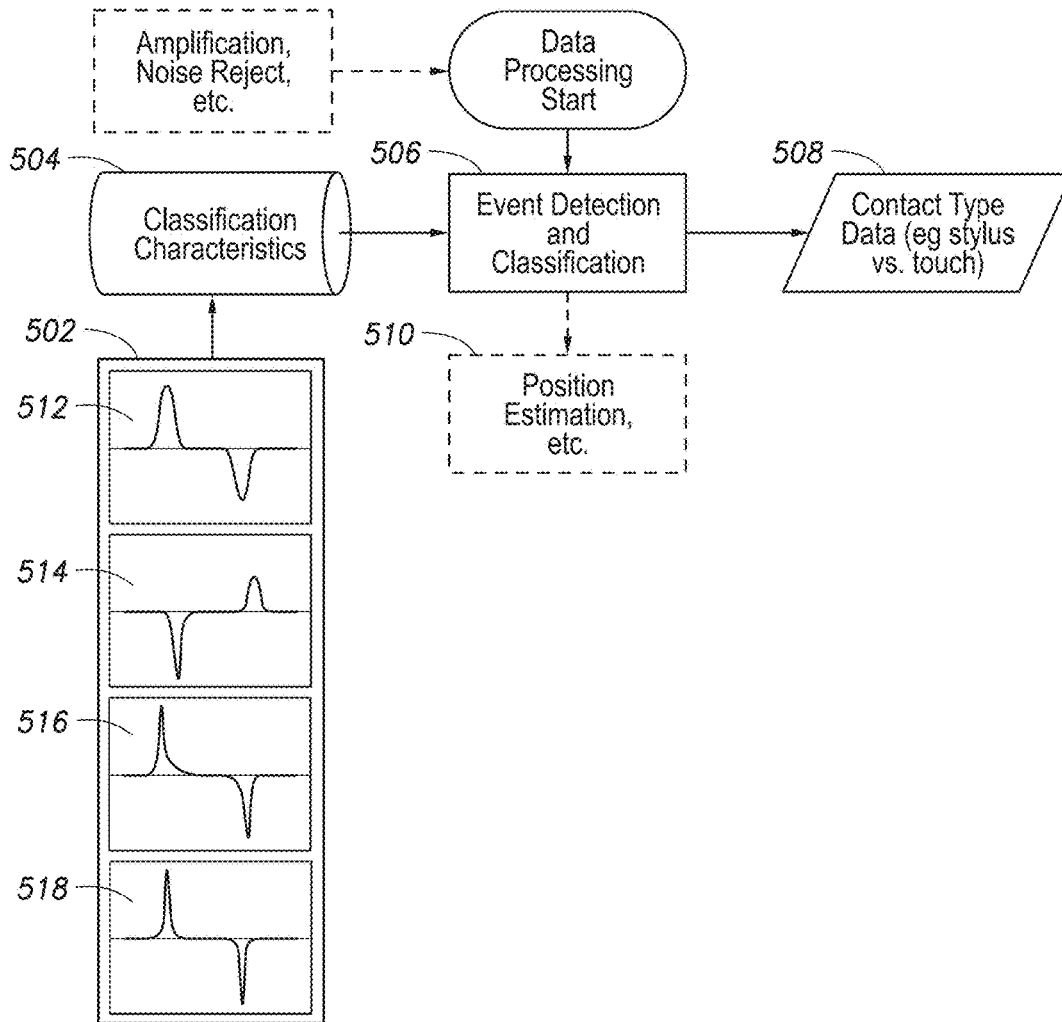 Amplification,
Noise Reject,
etc.
Data
Processing
Start
504
Classification
Characteristics
506
Event Detection
and
Classification
508
Contact Type
Data (eg stylus
vs. touch)
510
Position
Estimation,
etc.
502
512
514
516
518